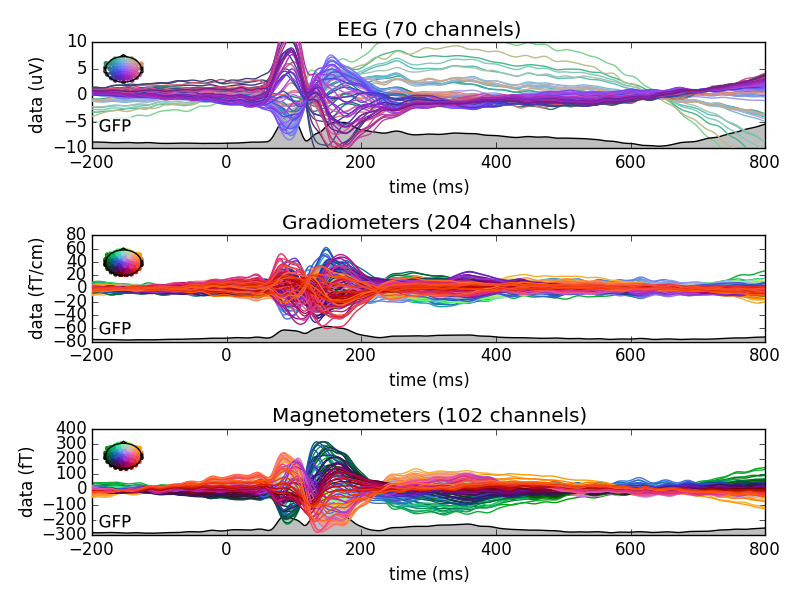 EEG (70 channels)
data (uV)
10
5
0
−5
−10
GFP
−200 0 200 400 600 800
time (ms)
Gradiometers (204 channels)
data (fT/cm)
80
60
40
20
0
−20
−40
−60
−80
GFP
−200 0 200 400 600 800
time (ms)
Magnetometers (102 channels)
data (fT)
400
300
200
100
0
−100
−200
−300
GFP
−200 0 200 400 600 800
time (ms)